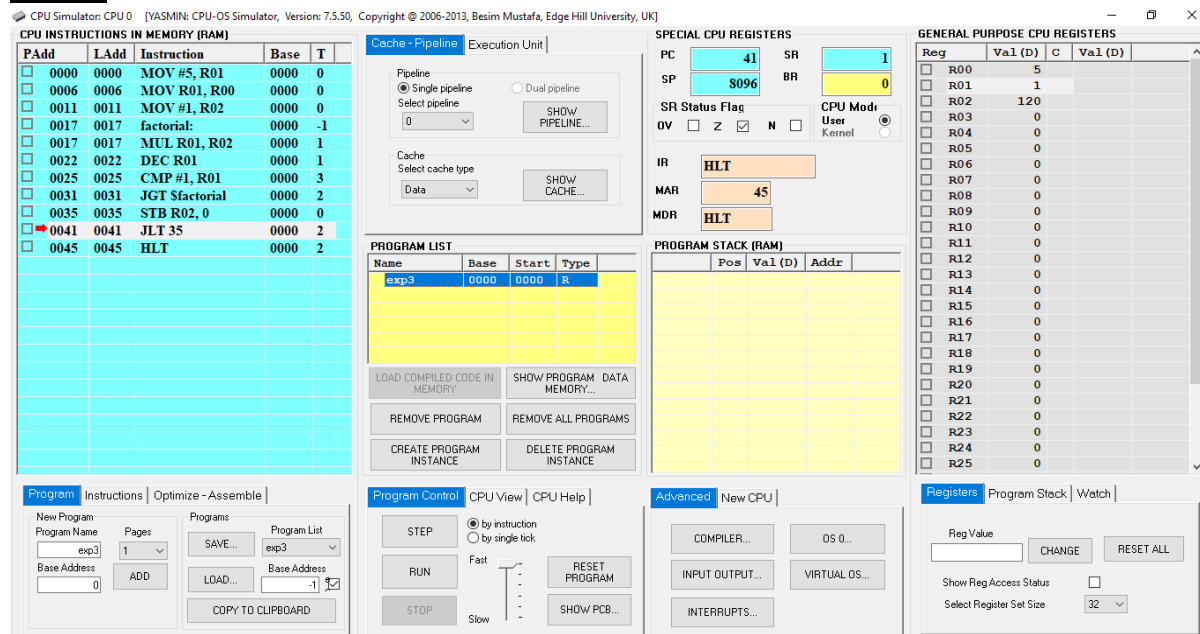 CPU Simulator: CPU 0 [YASMIN: CPU-OS Simulator, Version: 7.5.50, Copyright @ 2006-2013, Besim Mustafa, Edge Hill University, UK]
CPU INSTRUCTIONS IN MEMORY (RAM)
PAdd LAdd Instruction Base T
0000 0000 MOV #5, R01 0000 0
0006 0006 MOV R01, R00 0000 0
0011 0011 MOV #1, R02 0000 0
0017 0017 factorial: 0000 -1
0017 0017 MUL R01, R02 0000 1
0022 0022 DEC R01 0000 1
0025 0025 CMP #1, R01 0000 3
0031 0031 JGT $factorial 0000 2
0035 0035 STB R02, 0 0000 0
0041 0041 JLT 35 0000 2
0045 0045 HLT 0000 2
Program Instructions Optimize - Assemble
New Program
Program Name Pages
exp3 1
Base Address
0 ADD
Programs
SAVE... Program List
exp3
LOAD... Base Address
-1
COPY TO CLIPBOARD
Cache - Pipeline Execution Unit
Pipeline
Single pipeline Dual pipeline
Select pipeline
0 SHOW
PIPELINE...
Cache
Select cache type
Data SHOW
CACHE...
PROGRAM LIST
Name Base Start Type
exp3 0000 0000 R
LOAD COMPILED CODE IN
MEMORY
SHOW PROGRAM DATA
MEMORY...
REMOVE PROGRAM REMOVE ALL PROGRAMS
CREATE PROGRAM
INSTANCE
DELETE PROGRAM
INSTANCE
Program Control CPU View CPU Help
STEP by instruction
by single tick
RUN Fast
RESET
PROGRAM
STOP Slow SHOW PCB...
SPECIAL CPU REGISTERS
PC 41 SR 1
SP 8096 BR 0
SR Status Flag
OV Z N
CPU Mode
User
Kernel
IR HLT
MAR 45
MDR HLT
PROGRAM STACK (RAM)
Pos Val (D) Addr
Advanced New CPU
COMPILER... OS 0...
INPUT OUTPUT... VIRTUAL OS...
INTERRUPTS...
GENERAL PURPOSE CPU REGISTERS
Reg Val (D) C Val (D)
R00 5
R01 1
R02 120
R03 0
R04 0
R05 0
R06 0
R07 0
R08 0
R09 0
R10 0
R11 0
R12 0
R13 0
R14 0
R15 0
R16 0
R17 0
R18 0
R19 0
R20 0
R21 0
R22 0
R23 0
R24 0
R25 0
Registers Program Stack Watch
Reg Value
CHANGE RESET ALL
Show Reg Access Status
Select Register Set Size 32